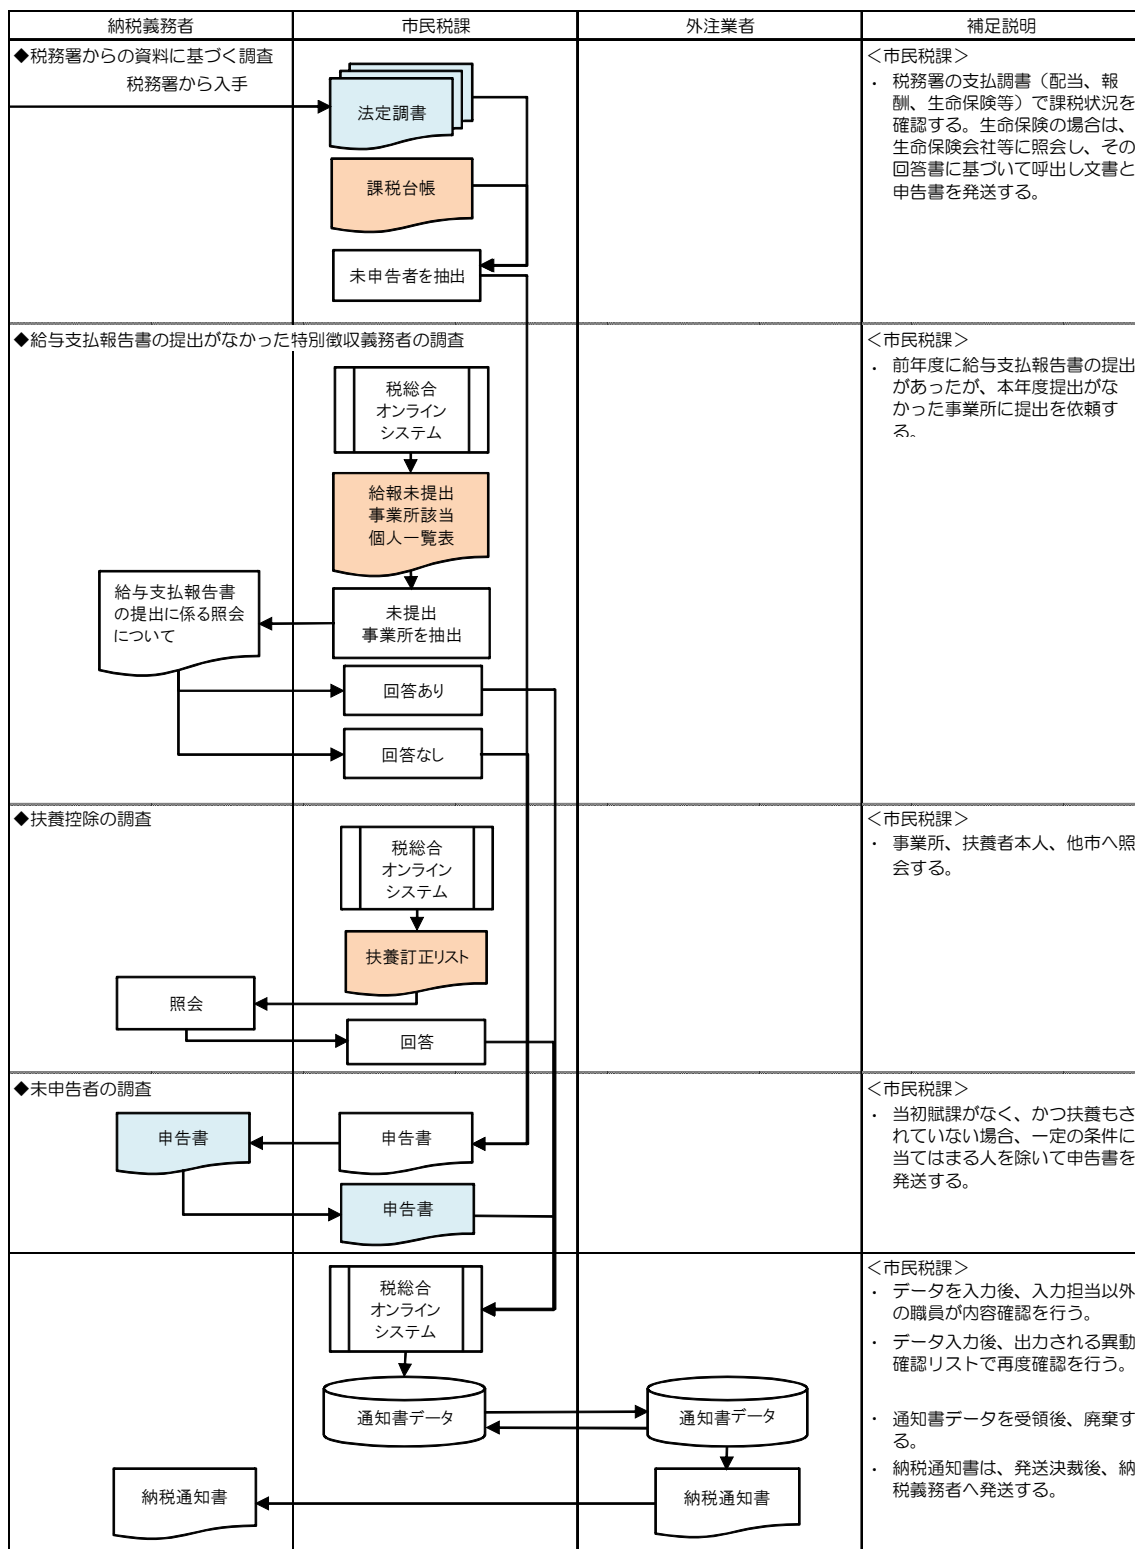 納税義務者
市民税課
外注業者
補足説明
◆税務署からの資料に基づく調査
税務署から入手
法定調書
課税台帳
未申告者を抽出
＜市民税課＞
・ 税務署の支払調書（配当、報
酬、生命保険等）で課税状況を
確認する。生命保険の場合は、
生命保険会社等に照会し、その
回答書に基づいて呼出し文書と
申告書を発送する。
◆給与支払報告書の提出がなかった特別徴収義務者の調査
税総合
オンライン
システム
給報未提出
事業所該当
個人一覧表
給与支払報告書
の提出に係る照会
について
未提出
事業所を抽出
回答あり
回答なし
＜市民税課＞
・ 前年度に給与支払報告書の提出
があったが、本年度提出がな
かった事業所に提出を依頼す
る。
◆扶養控除の調査
税総合
オンライン
システム
扶養訂正リスト
照会
回答
＜市民税課＞
・ 事業所、扶養者本人、他市へ照
会する。
◆未申告者の調査
申告書
申告書
申告書
＜市民税課＞
・ 当初賦課がなく、かつ扶養もさ
れていない場合、一定の条件に
当てはまる人を除いて申告書を
発送する。
税総合
オンライン
システム
通知書データ
通知書データ
納税通知書
納税通知書
＜市民税課＞
・ データを入力後、入力担当以外
の職員が内容確認を行う。
・ データ入力後、出力される異動
確認リストで再度確認を行う。
・ 通知書データを受領後、廃棄す
る。
・ 納税通知書は、発送決裁後、納
税義務者へ発送する。